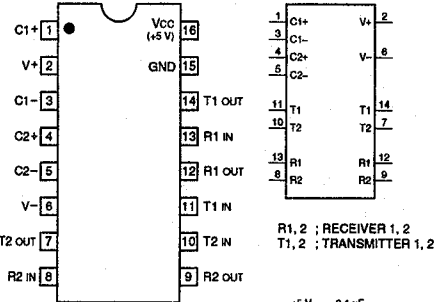 C1+ 1
V+ 2
C1– 3
C2+ 4
C2– 5
V– 6
T2 OUT 7
R2 IN 8
VCC 16
(+5 V)
GND 15
14 T1 OUT
13 R1 IN
12 R1 OUT
11 T1 IN
10 T2 IN
9 R2 OUT
1 C1+ V+ 2
3 C1–
4 C2+ V– 6
5 C2–
11 T1 T1 14
10 T2 T2 7
13 R1 R1 12
8 R2 R2 9
R1, 2 ; RECEIVER 1, 2
T1, 2 ; TRANSMITTER 1, 2